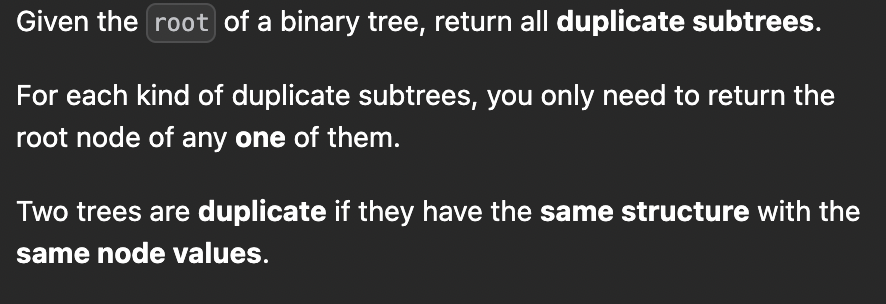 Given the root of a binary tree, return all duplicate subtrees.
For each kind of duplicate subtrees, you only need to return the
root node of any one of them.
Two trees are duplicate if they have the same structure with the
same node values.